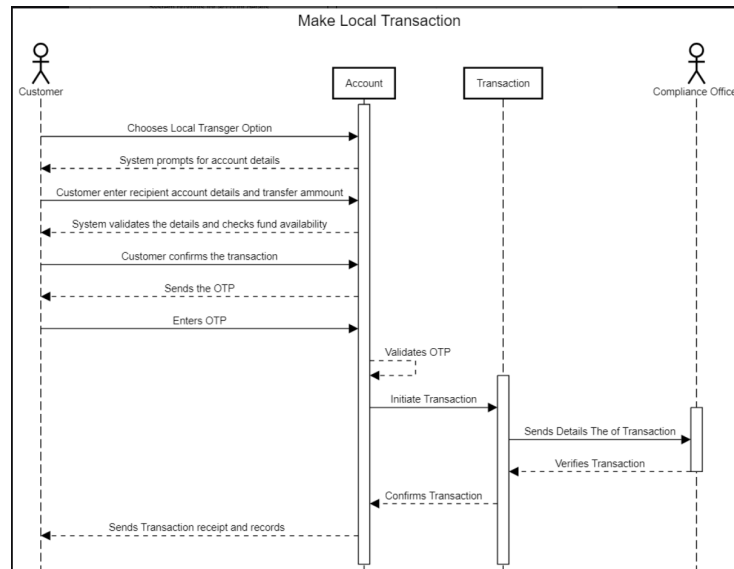 Make Local Transaction
Customer
Account
Transaction
Compliance Office
Chooses Local Transger Option
System prompts for account details
Customer enter recipient account details and transfer ammount
System validates the details and checks fund availability
Customer confirms the transaction
Sends the OTP
Enters OTP
Validates OTP
Initiate Transaction
Sends Details The of Transaction
Verifies Transaction
Confirms Transaction
Sends Transaction receipt and records